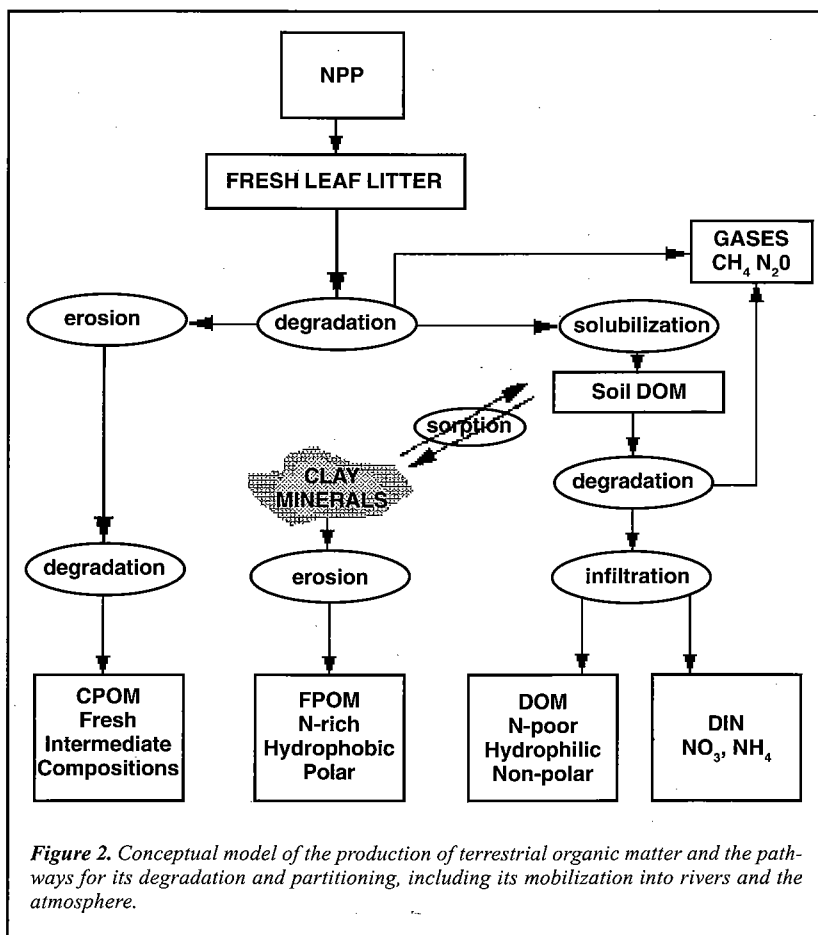 NPP
FRESH LEAF LITTER
GASES
CH₄ N₂0
erosion
degradation
solubilization
Soil DOM
sorption
CLAY
MINERALS
degradation
degradation
erosion
infiltration
CPOM
Fresh
Intermediate
Compositions
FPOM
N-rich
Hydrophobic
Polar
DOM
N-poor
Hydrophilic
Non-polar
DIN
NO₃, NH₄
Figure 2. Conceptual model of the production of terrestrial organic matter and the path-
ways for its degradation and partitioning, including its mobilization into rivers and the
atmosphere.